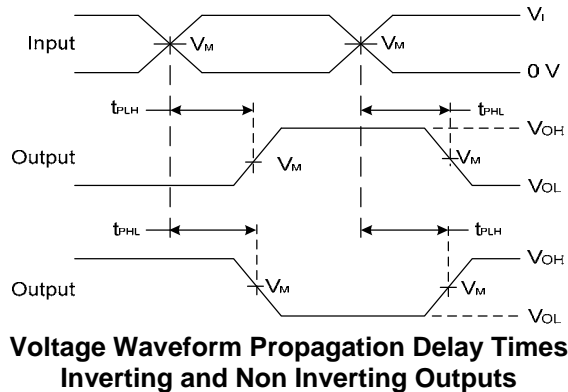 Input
VM
VM
VI
0 V
tPLH
tPHL
Output
VM
VM
VOH
VOL
tPHL
tPLH
Output
VM
VM
VOH
VOL
Voltage Waveform Propagation Delay Times
Inverting and Non Inverting Outputs